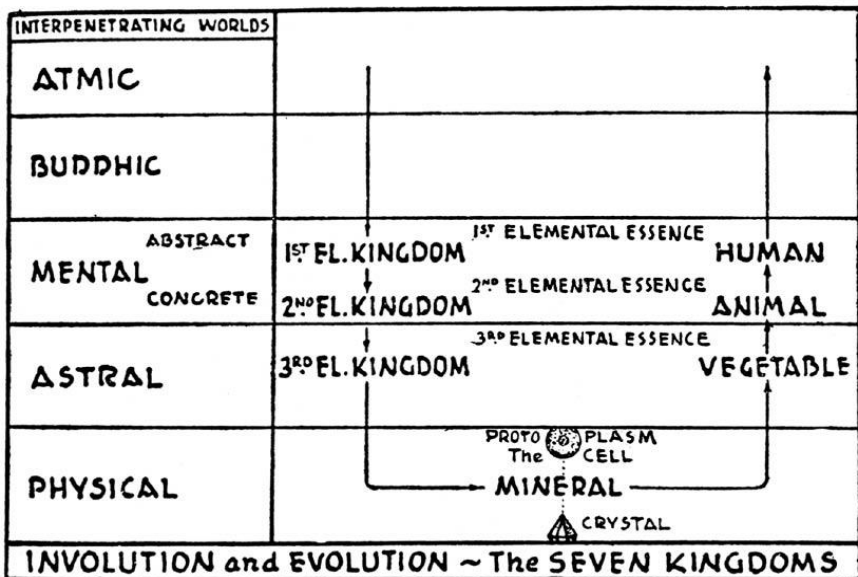 INTERPENETRATING WORLDS
ATMIC
BUDDHIC
ABSTRACT
MENTAL
CONCRETE
1ST EL. KINGDOM
1ST ELEMENTAL ESSENCE
HUMAN
2ND EL. KINGDOM
2ND ELEMENTAL ESSENCE
ANIMAL
ASTRAL
3RD ELEMENTAL ESSENCE
3RD EL. KINGDOM
VEGETABLE
PHYSICAL
PROTO PLASM
The CELL
MINERAL
CRYSTAL
INVOLUTION and EVOLUTION ~ The SEVEN KINGDOMS